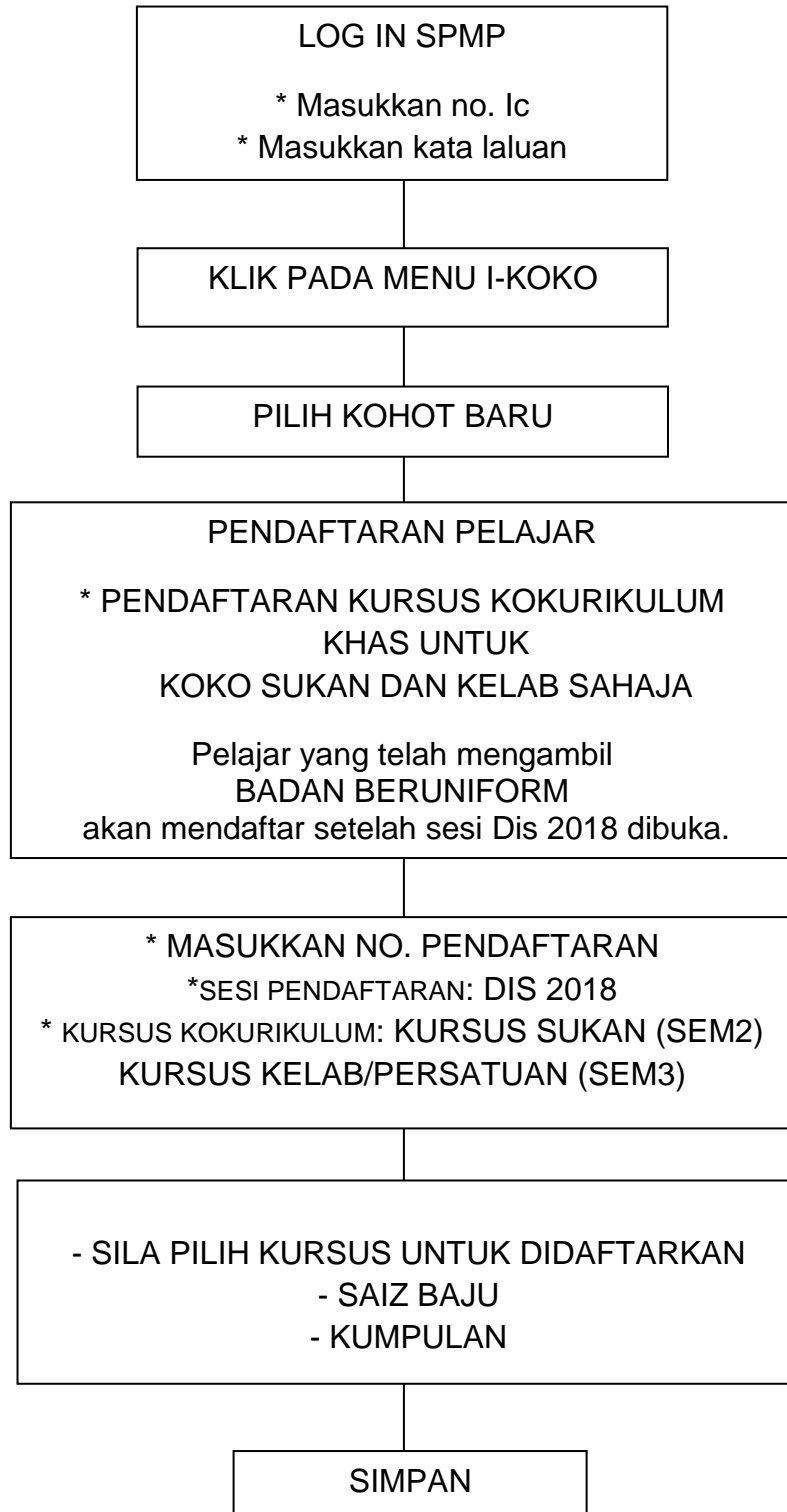 LOG IN SPMP
* Masukkan no. Ic
* Masukkan kata laluan
KLIK PADA MENU I-KOKO
PILIH KOHOT BARU
PENDAFTARAN PELAJAR
* PENDAFTARAN KURSUS KOKURIKULUM
KHAS UNTUK
KOKO SUKAN DAN KELAB SAHAJA
Pelajar yang telah mengambil
BADAN BERUNIFORM
akan mendaftar setelah sesi Dis 2018 dibuka.
* MASUKKAN NO. PENDAFTARAN
*SESI PENDAFTARAN: DIS 2018
* KURSUS KOKURIKULUM: KURSUS SUKAN (SEM2)
KURSUS KELAB/PERSATUAN (SEM3)
- SILA PILIH KURSUS UNTUK DIDAFTARKAN
- SAIZ BAJU
- KUMPULAN
SIMPAN